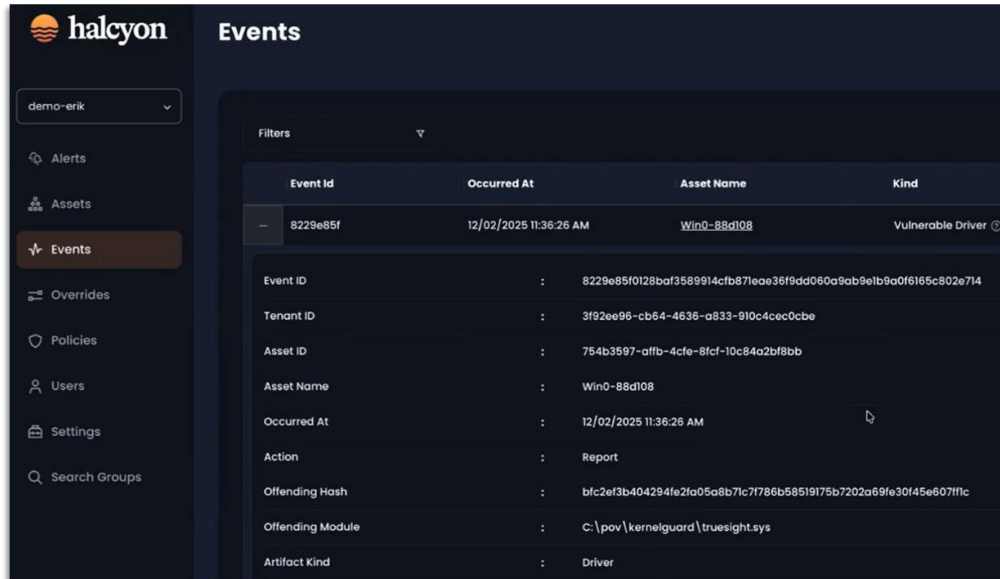 halcyon
Events
demo-erik
Filters
Alerts
Assets
Events
Overrides
Policies
Users
Settings
Search Groups
Event Id Occurred At Asset Name Kind
8229e85f 12/02/2025 11:36:26 AM Win0-88d108 Vulnerable Driver
Event ID : 8229e85f0128baf3589914cfb871eae36f9dd060a9ab9e1b9a0f6165c802e714
Tenant ID : 3f92ee96-cb64-4636-a833-910c4cec0cbe
Asset ID : 754b3597-affb-4cfe-8fcf-10c84a2bf8bb
Asset Name : Win0-88d108
Occurred At : 12/02/2025 11:36:26 AM
Action : Report
Offending Hash : bfc2ef3b404294fe2fa05a8b71c7f786b58519175b7202a69fe30f45e607ff1c
Offending Module : C:\pov\kernelguard\truesight.sys
Artifact Kind : Driver